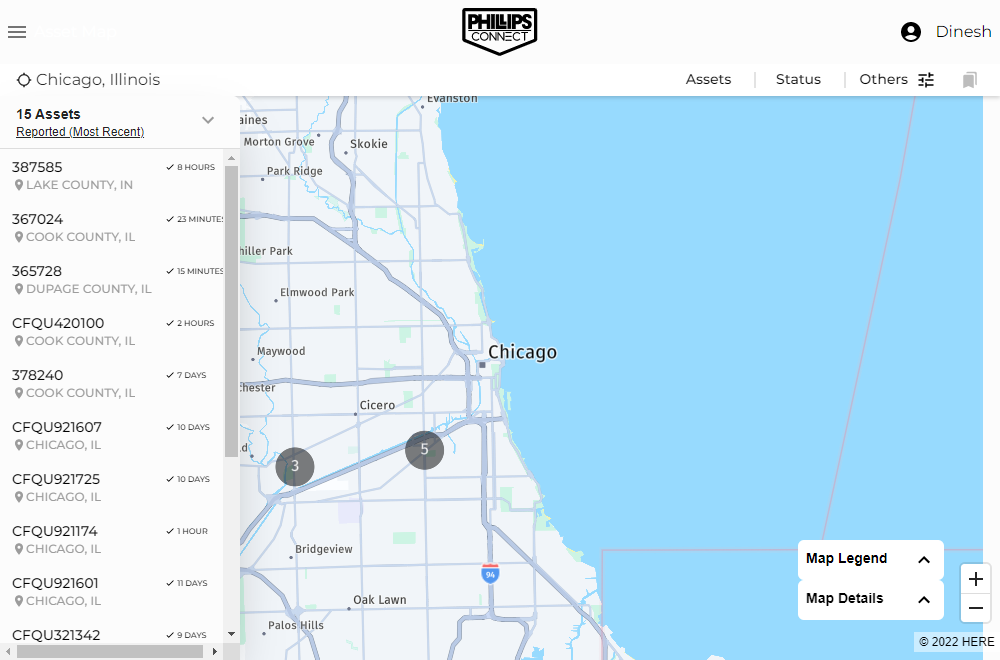 PHILLIPS
CONNECT
Dinesh
Chicago, Illinois
Assets
Status
Others
15 Assets
Reported (Most Recent)
387585
8 HOURS
LAKE COUNTY, IN
367024
23 MINUTES
COOK COUNTY, IL
365728
15 MINUTES
DUPAGE COUNTY, IL
CFQU420100
2 HOURS
COOK COUNTY, IL
378240
7 DAYS
COOK COUNTY, IL
CFQU921607
10 DAYS
CHICAGO, IL
CFQU921725
10 DAYS
CHICAGO, IL
CFQU921174
1 HOUR
CHICAGO, IL
CFQU921601
11 DAYS
CHICAGO, IL
CFQU321342
9 DAYS
Evanston
aines
Morton Grove
Skokie
Park Ridge
hiller Park
Elmwood Park
Chicago
Maywood
chester
Cicero
5
3
Bridgeview
94
Oak Lawn
Palos Hills
Map Legend
Map Details
+
−
© 2022 HERE